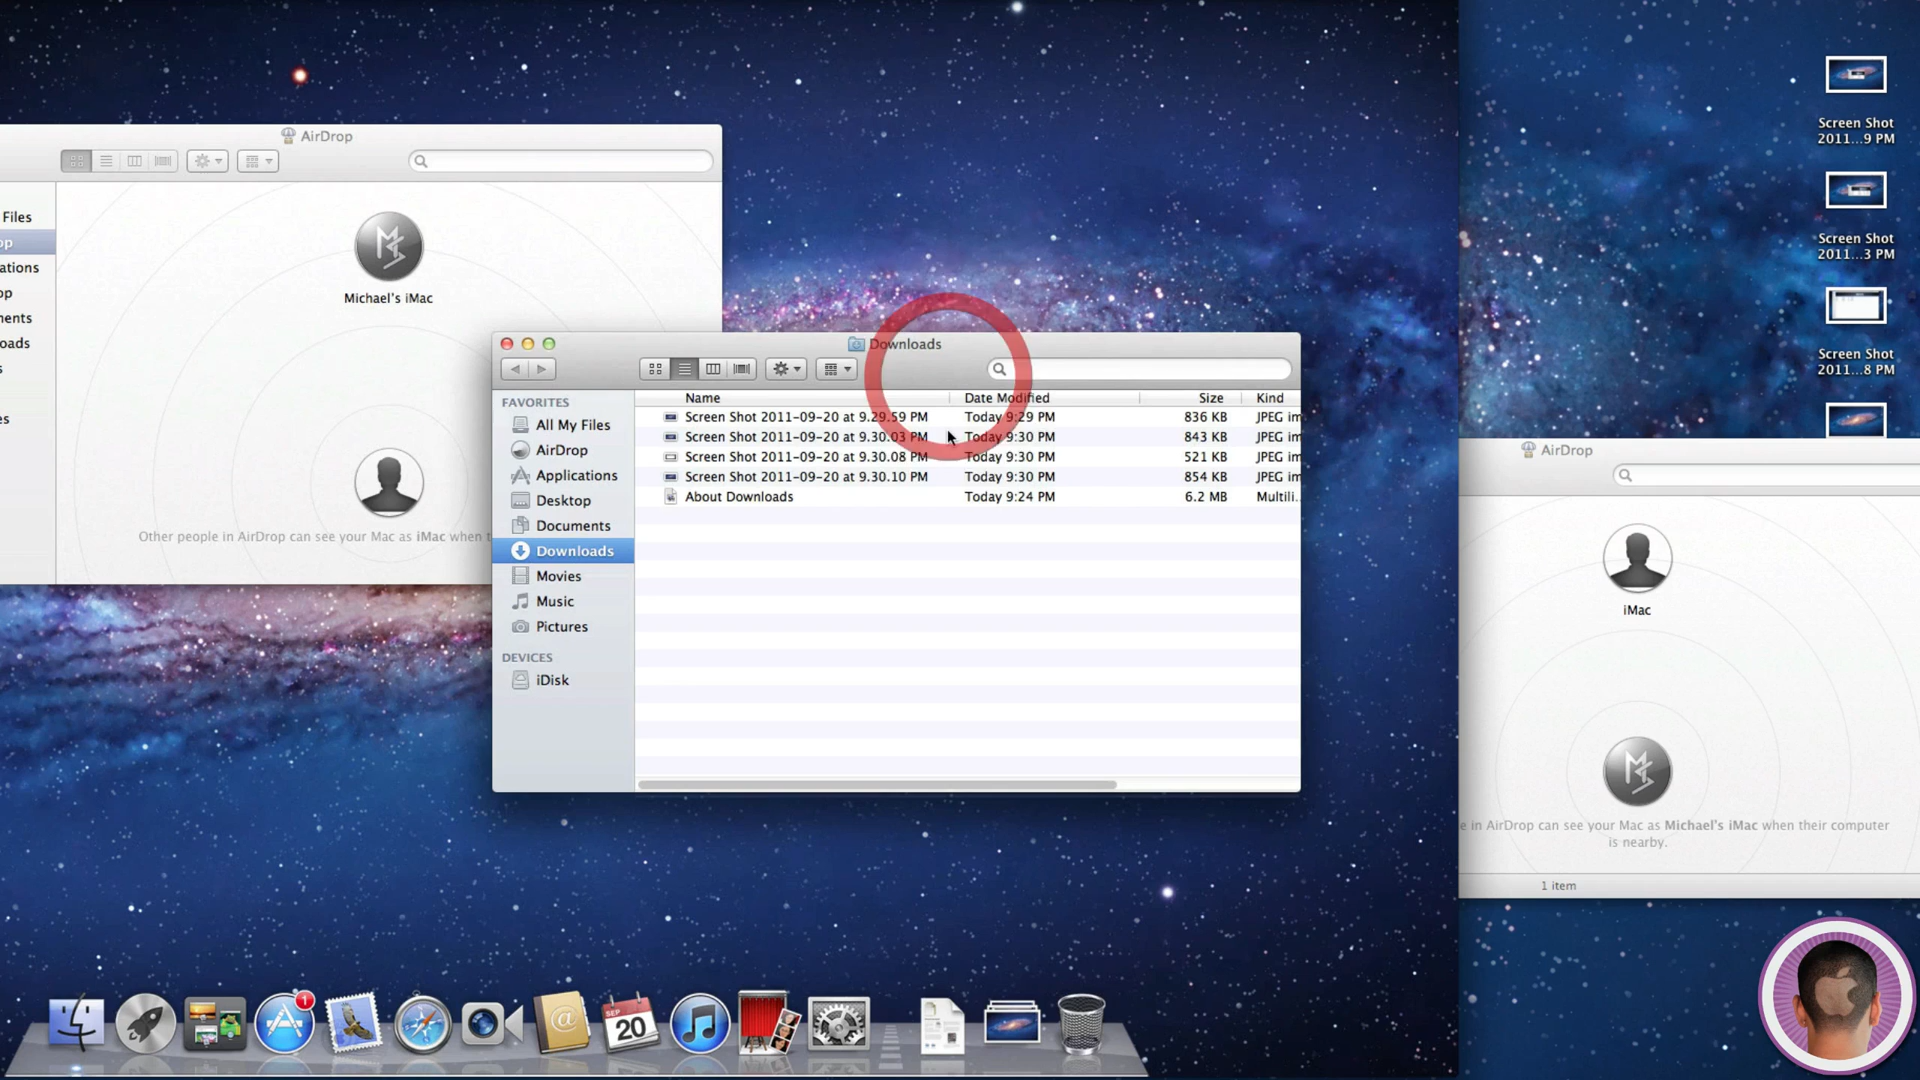 AirDrop
Files
op
ations
op
nents
oads
s
es
Michael's iMac
Other people in AirDrop can see your Mac as iMac when t
Downloads
FAVORITES
All My Files
AirDrop
Applications
Desktop
Documents
Downloads
Movies
Music
Pictures
DEVICES
iDisk
Name Date Modified Size Kind
Screen Shot 2011-09-20 at 9.29.59 PM Today 9:29 PM 836 KB JPEG im
Screen Shot 2011-09-20 at 9.30.03 PM Today 9:30 PM 843 KB JPEG im
Screen Shot 2011-09-20 at 9.30.08 PM Today 9:30 PM 521 KB JPEG im
Screen Shot 2011-09-20 at 9.30.10 PM Today 9:30 PM 854 KB JPEG im
About Downloads Today 9:24 PM 6.2 MB Multili...
Screen Shot
2011...9 PM
Screen Shot
2011...3 PM
Screen Shot
2011...8 PM
AirDrop
iMac
e in AirDrop can see your Mac as Michael's iMac when their computer
is nearby.
1 item
1
SEP
20
@